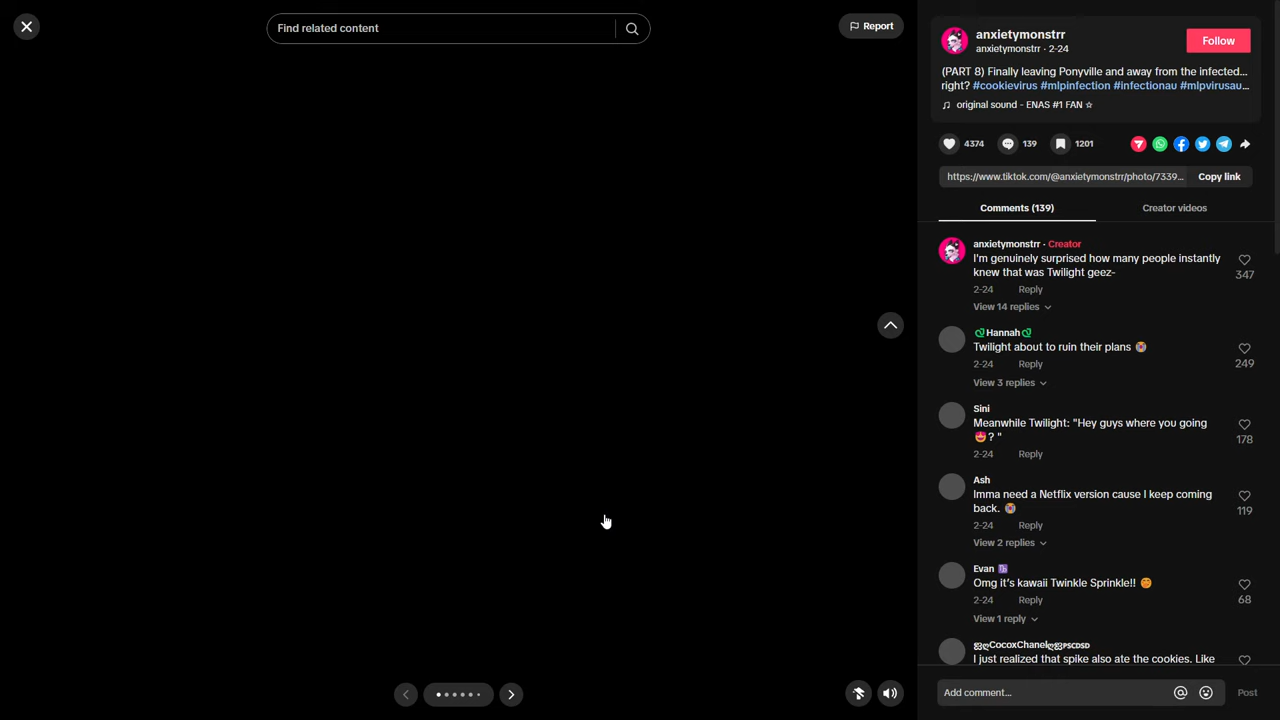 Find related content
Report
anxietymonstrr
anxietymonstrr · 2-24
Follow
(PART 8) Finally leaving Ponyville and away from the infected...
right? #cookievirus #mlpinfection #infectionau #mlpvirusau...
original sound - ENAS #1 FAN ☆
4374
139
1201
https://www.tiktok.com/@anxietymonstrr/photo/7339...
Copy link
Comments (139)
Creator videos
anxietymonstrr · Creator
I'm genuinely surprised how many people instantly
knew that was Twilight geez-
347
2-24
Reply
View 14 replies
Hannah
Twilight about to ruin their plans 😭
249
2-24
Reply
View 3 replies
Sini
Meanwhile Twilight: "Hey guys where you going
🤩? "
178
2-24
Reply
Ash
Imma need a Netflix version cause I keep coming
back. 😭
119
2-24
Reply
View 2 replies
Evan ♑
Omg it's kawaii Twinkle Sprinkle!! 😊
68
2-24
Reply
View 1 reply
I just realized that spike also ate the cookies. Like
Add comment...
Post